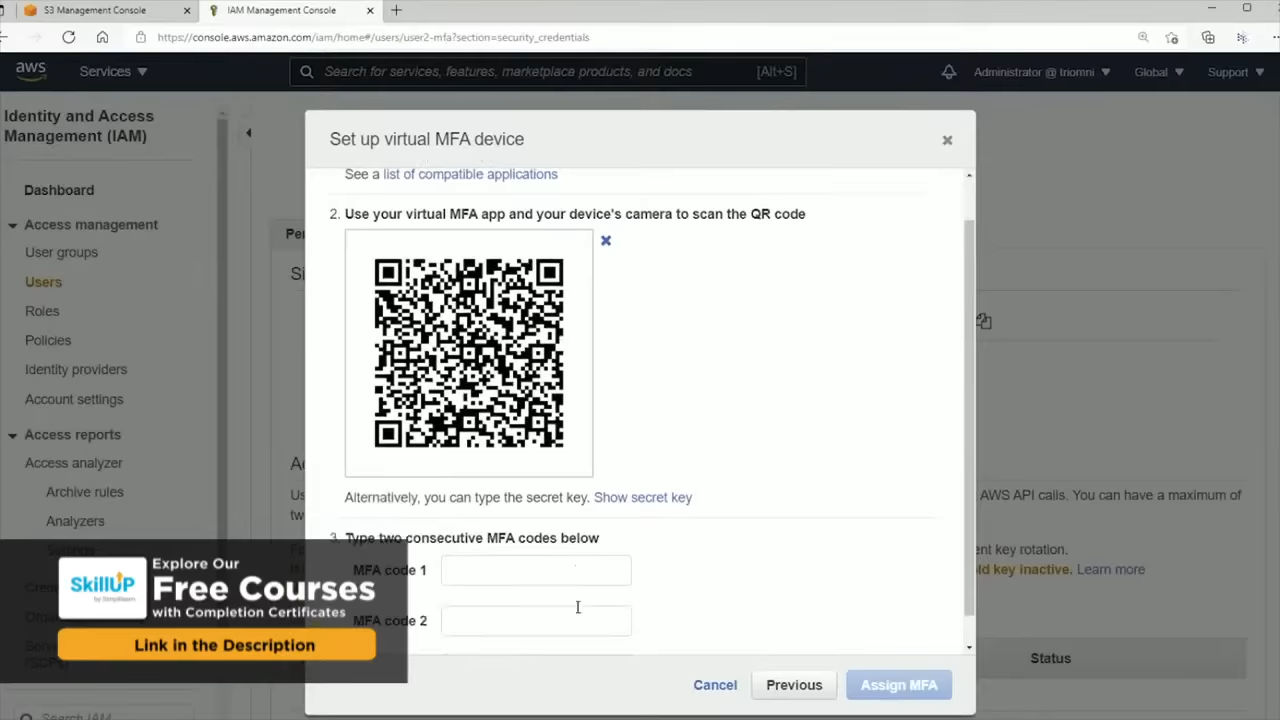 S3 Management Console
IAM Management Console
https://console.aws.amazon.com/iam/home#/users/user2-mfa?section=security_credentials
aws
Services
Search for services, features, marketplace products, and docs
[Alt+S]
Administrator @ triomni
Global
Support
Identity and Access
Management (IAM)
Dashboard
Access management
User groups
Users
Roles
Policies
Identity providers
Account settings
Access reports
Access analyzer
Archive rules
Analyzers
Set up virtual MFA device
See a list of compatible applications
2. Use your virtual MFA app and your device's camera to scan the QR code
Alternatively, you can type the secret key. Show secret key
3. Type two consecutive MFA codes below
MFA code 1
MFA code 2
Cancel
Previous
Assign MFA
AWS API calls. You can have a maximum of
key rotation.
key inactive. Learn more
Status
SkillUP
by Simplilearn
Explore Our
Free Courses
with Completion Certificates
Link in the Description
Search IAM